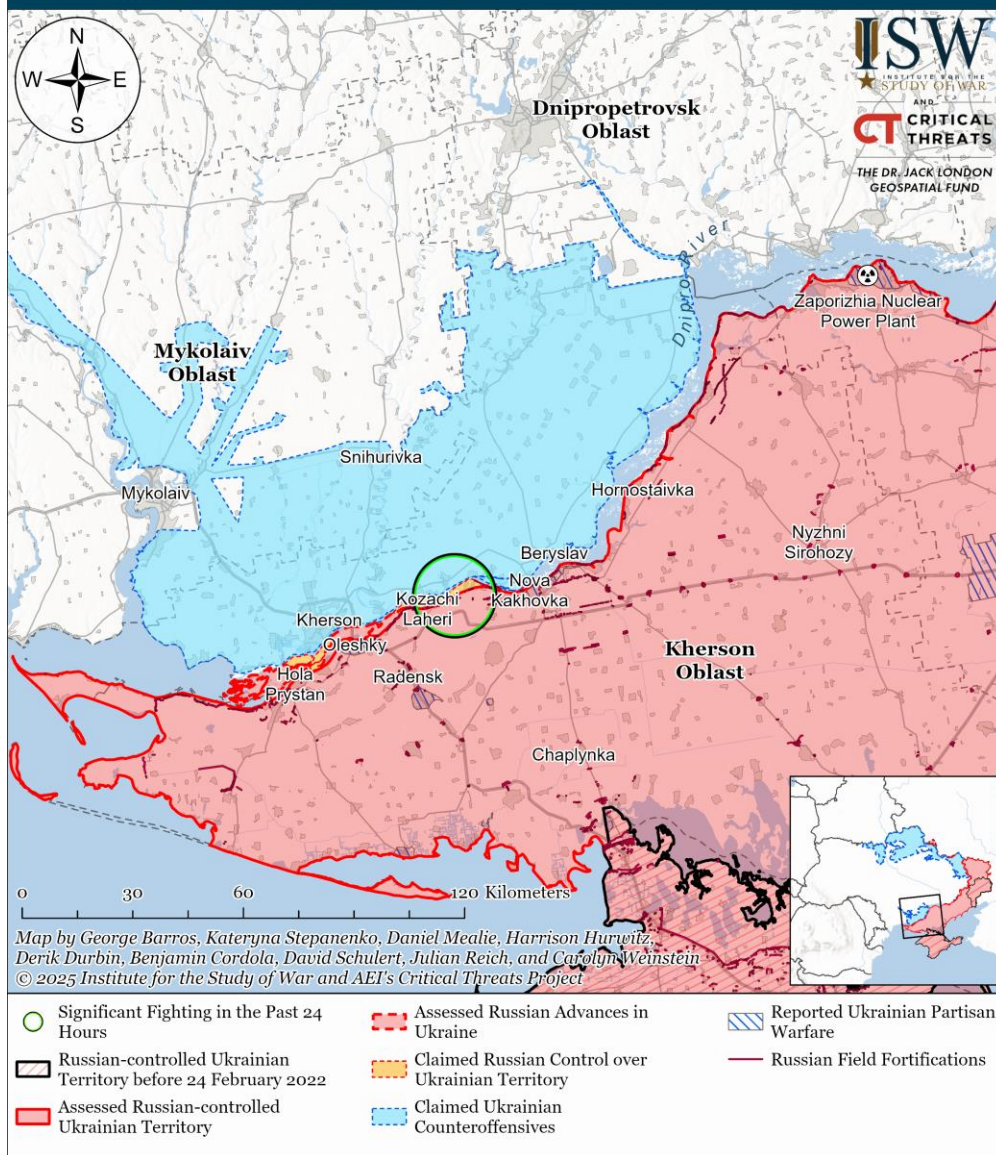 N
W E
S
ISW
INSTITUTE FOR THE
STUDY OF WAR
AND
CT CRITICAL
THREATS
THE DR. JACK LONDON
GEOSPATIAL FUND
Dnipropetrovsk
Oblast
Dnipro River
Zaporizhia Nuclear
Power Plant
Mykolaiv
Oblast
Snihurivka
Mykolaiv
Hornostaivka
Nyzhni
Sirohozy
Beryslav
Nova
Kakhovka
Kozachi
Laheri
Kherson
Oleshky
Kherson
Oblast
Hola
Prystan
Radensk
Chaplynka
0 30 60 120 Kilometers
Map by George Barros, Kateryna Stepanenko, Daniel Mealie, Harrison Hurwitz,
Derik Durbin, Benjamin Cordola, David Schulert, Julian Reich, and Carolyn Weinstein
© 2025 Institute for the Study of War and AEI's Critical Threats Project
Significant Fighting in the Past 24
Hours
Russian-controlled Ukrainian
Territory before 24 February 2022
Assessed Russian-controlled
Ukrainian Territory
Assessed Russian Advances in
Ukraine
Claimed Russian Control over
Ukrainian Territory
Claimed Ukrainian
Counteroffensives
Reported Ukrainian Partisan
Warfare
Russian Field Fortifications